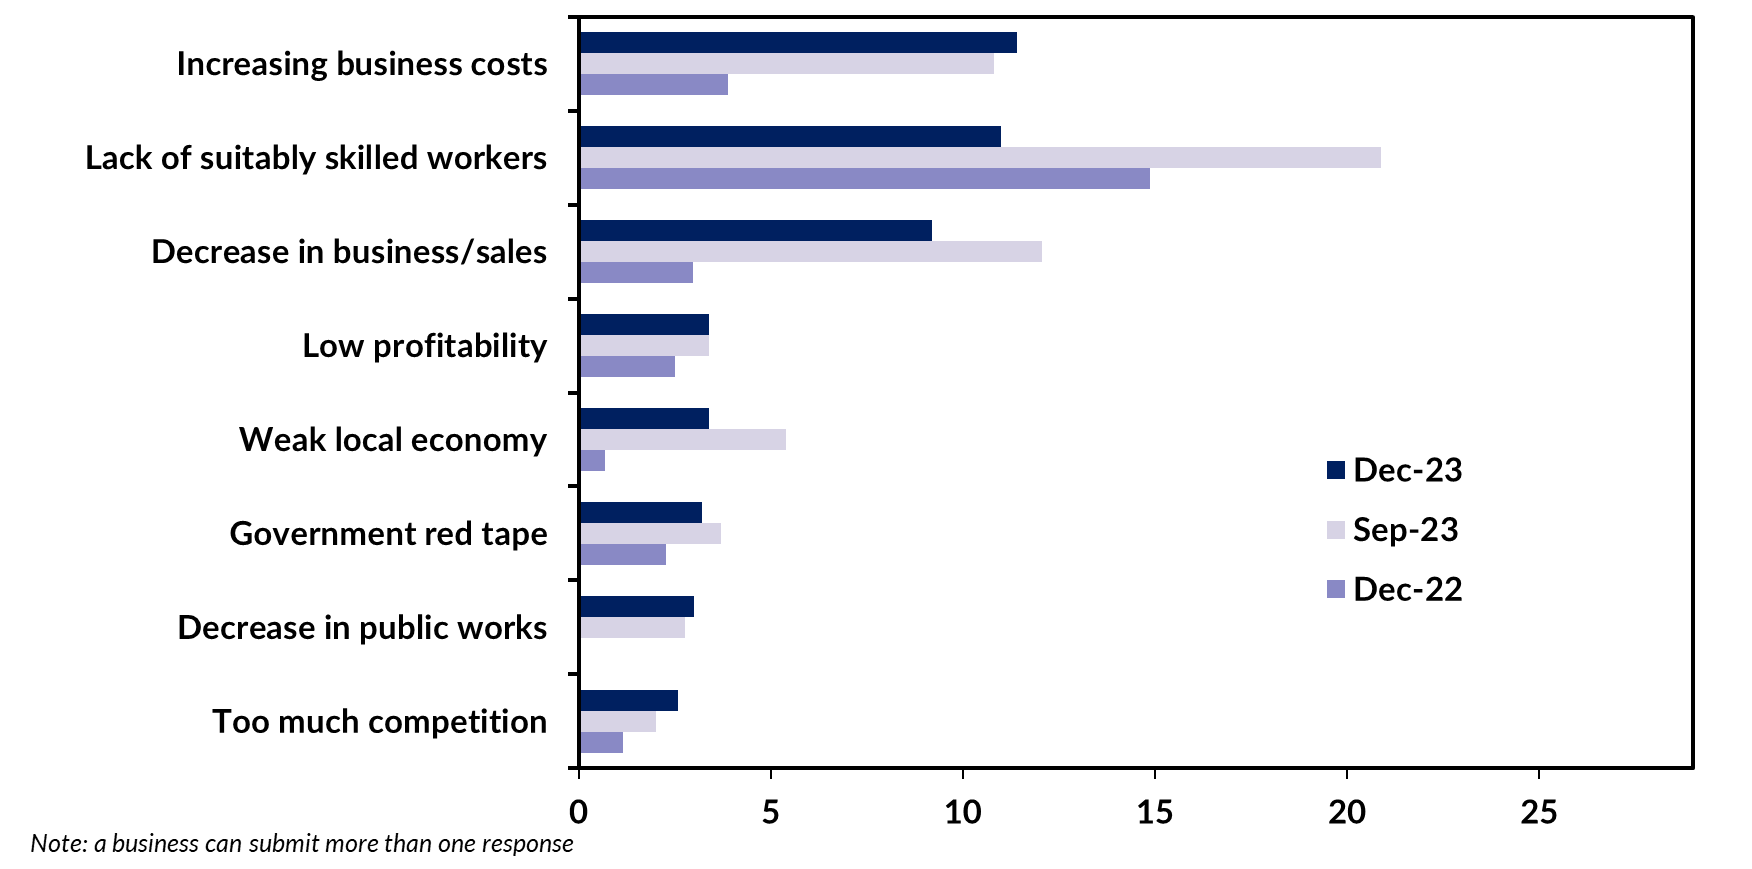 Increasing business costs
Lack of suitably skilled workers
Decrease in business/sales
Low profitability
Weak local economy
Government red tape
Decrease in public works
Too much competition
Dec-23
Sep-23
Dec-22
0 5 10 15 20 25
Note: a business can submit more than one response